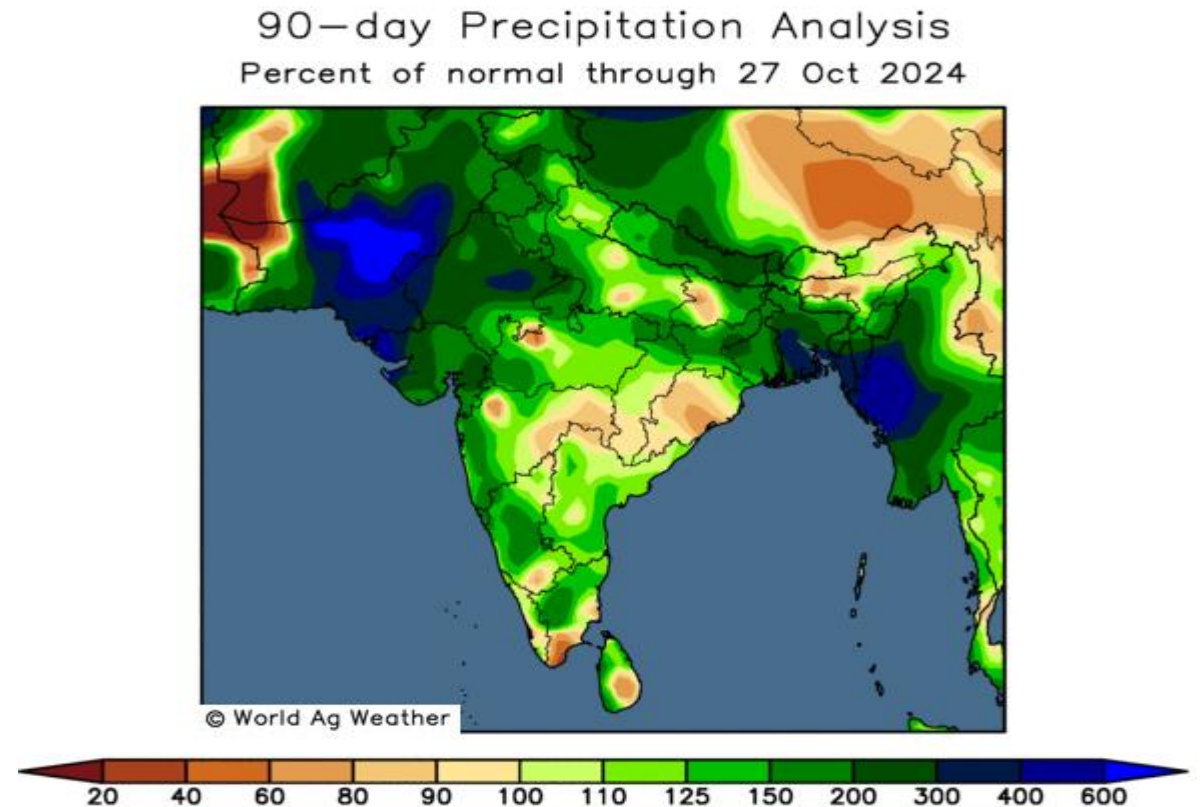 90-day Precipitation Analysis
Percent of normal through 27 Oct 2024
© World Ag Weather
20 40 60 80 90 100 110 125 150 200 300 400 600